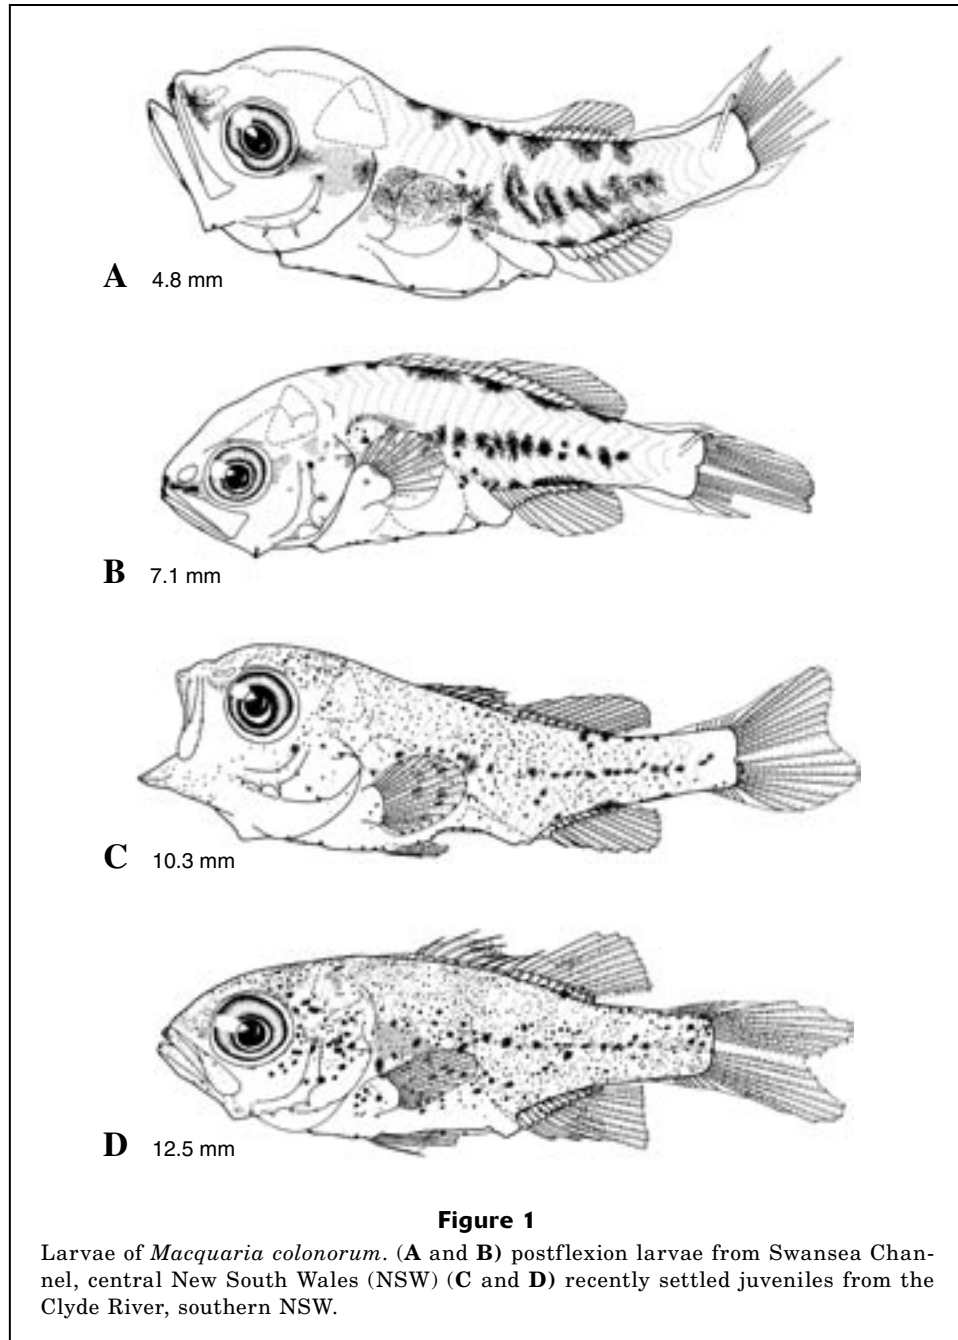 A 4.8 mm
B 7.1 mm
C 10.3 mm
D 12.5 mm
Figure 1
Larvae of Macquaria colonorum. (A and B) postflexion larvae from Swansea Chan-
nel, central New South Wales (NSW) (C and D) recently settled juveniles from the
Clyde River, southern NSW.